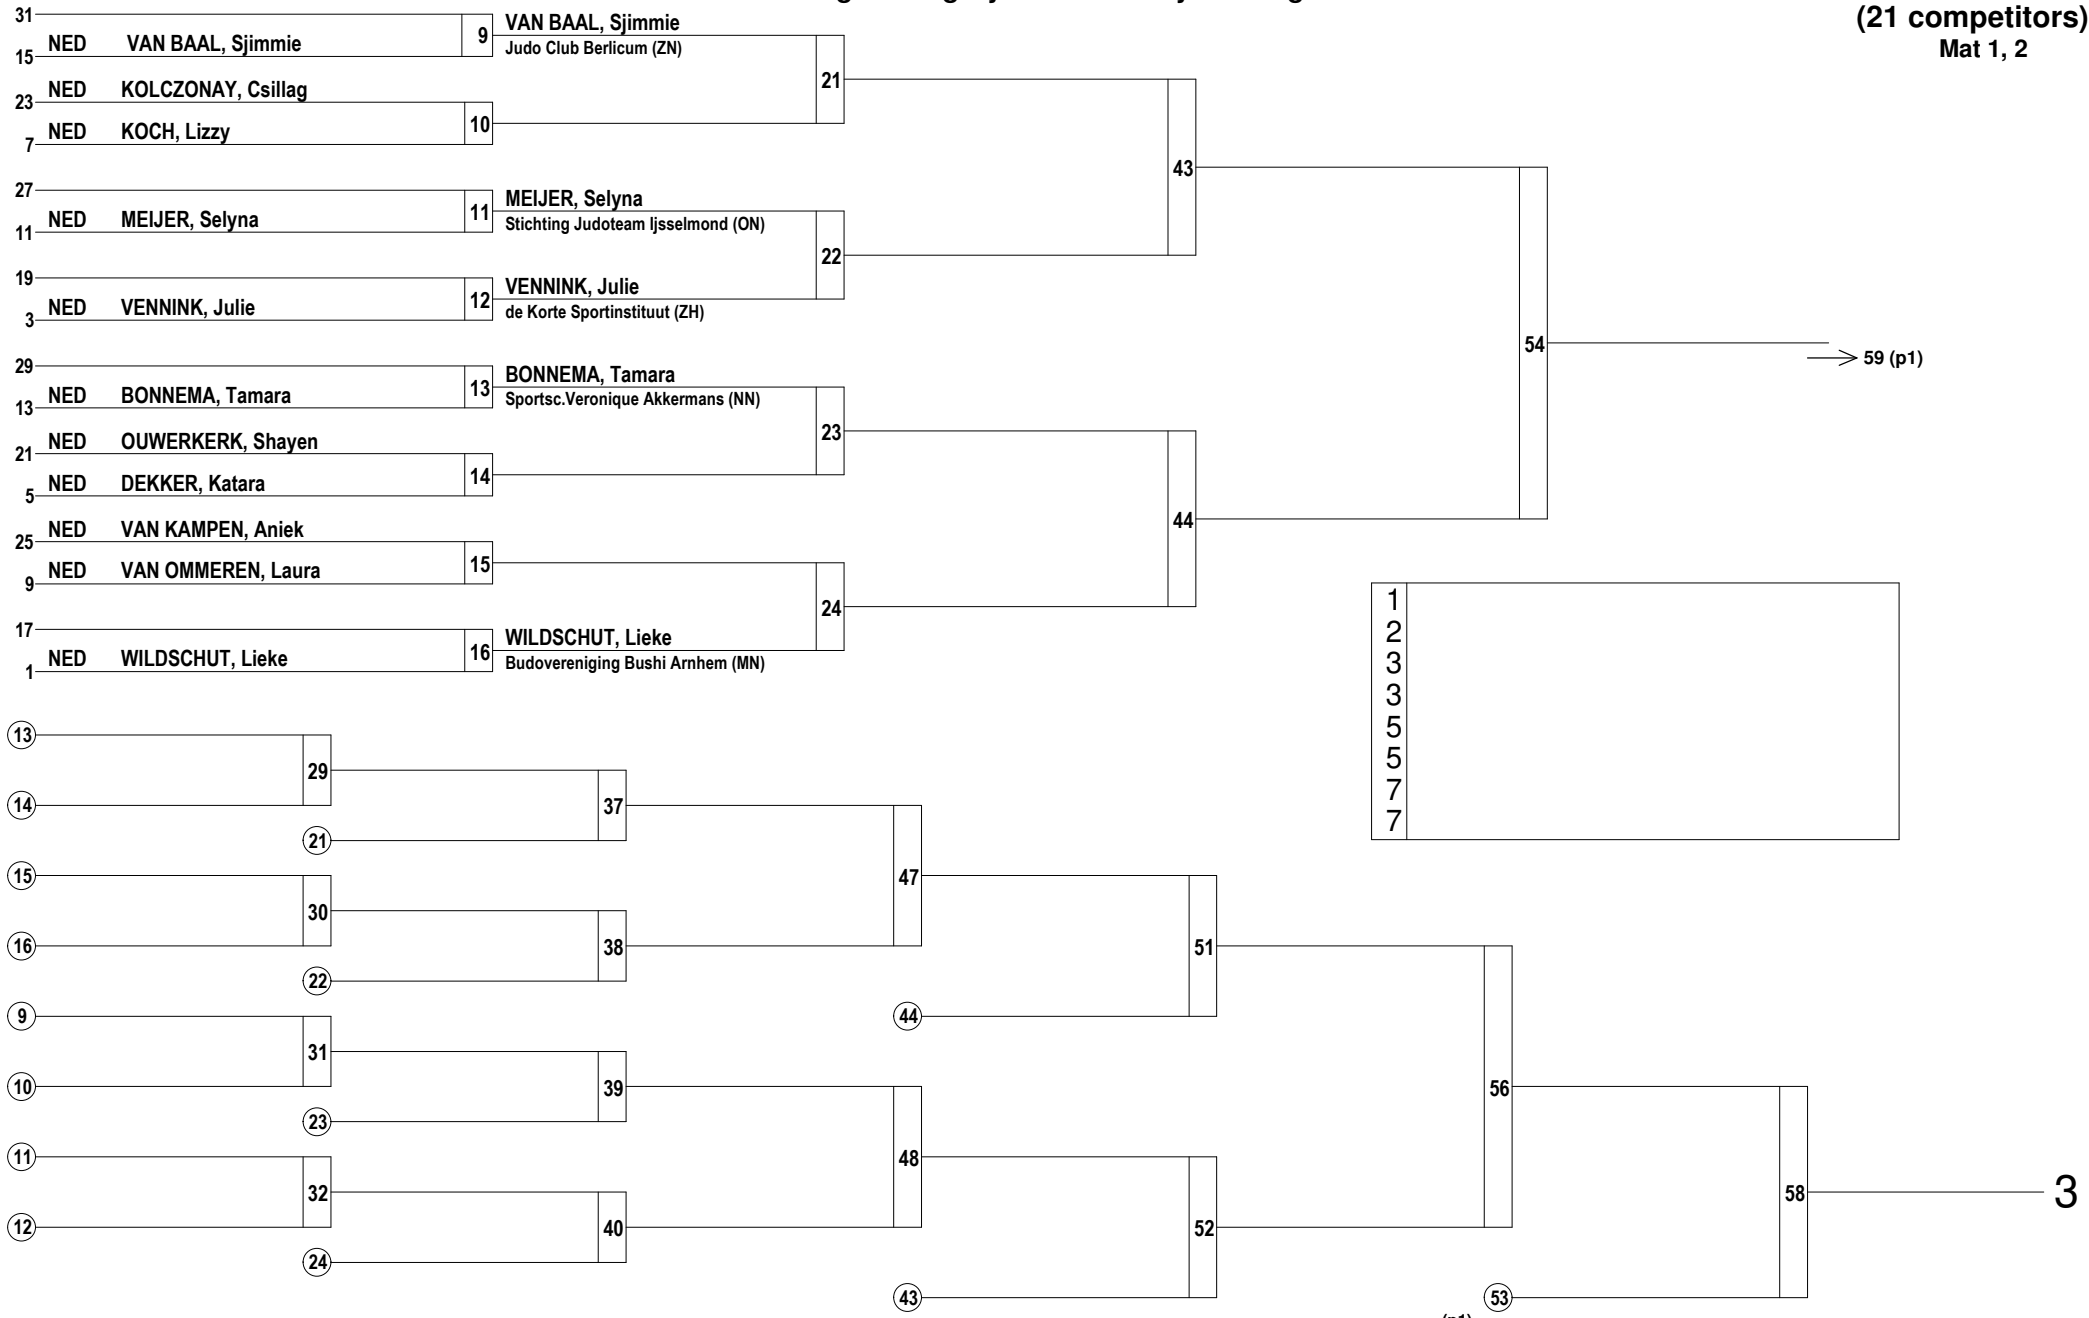 (21 competitors)
Mat 1, 2
31
15 NED VAN BAAL, Sjimmie
9
VAN BAAL, Sjimmie
Judo Club Berlicum (ZN)
23 NED KOLCZONAY, Csillag
7 NED KOCH, Lizzy
10
21
27
11 NED MEIJER, Selyna
11
MEIJER, Selyna
Stichting Judoteam Ijsselmond (ON)
19
3 NED VENNINK, Julie
12
VENNINK, Julie
de Korte Sportinstituut (ZH)
22
43
29
13 NED BONNEMA, Tamara
13
BONNEMA, Tamara
Sportsc.Veronique Akkermans (NN)
21 NED OUWERKERK, Shayen
5 NED DEKKER, Katara
14
23
25 NED VAN KAMPEN, Aniek
9 NED VAN OMMEREN, Laura
15
17
1 NED WILDSCHUT, Lieke
16
WILDSCHUT, Lieke
Budovereniging Bushi Arnhem (MN)
24
44
54
59 (p1)
1
2
3
3
5
5
7
7
13
14
29
21
37
15
16
30
22
38
47
9
10
31
23
39
11
12
32
24
40
48
44
51
43
52
56
53
58
3
(p1)